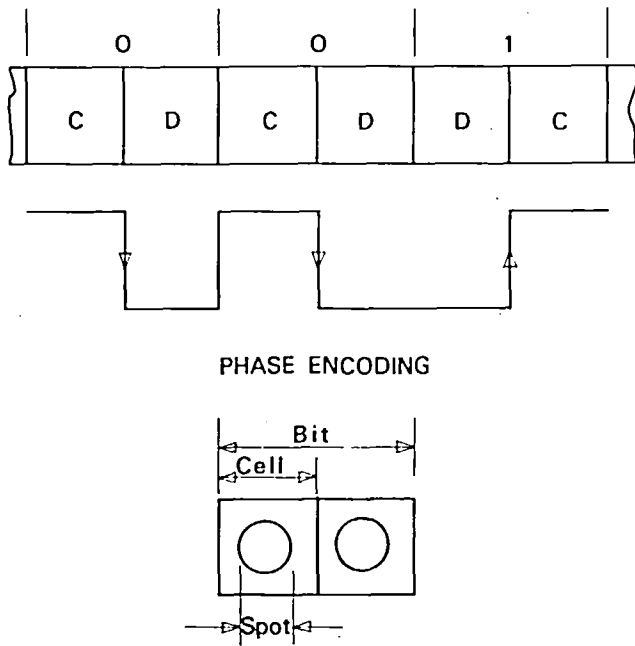 0 0 1
C D C D D C
PHASE ENCODING
Bit
Cell
Spot